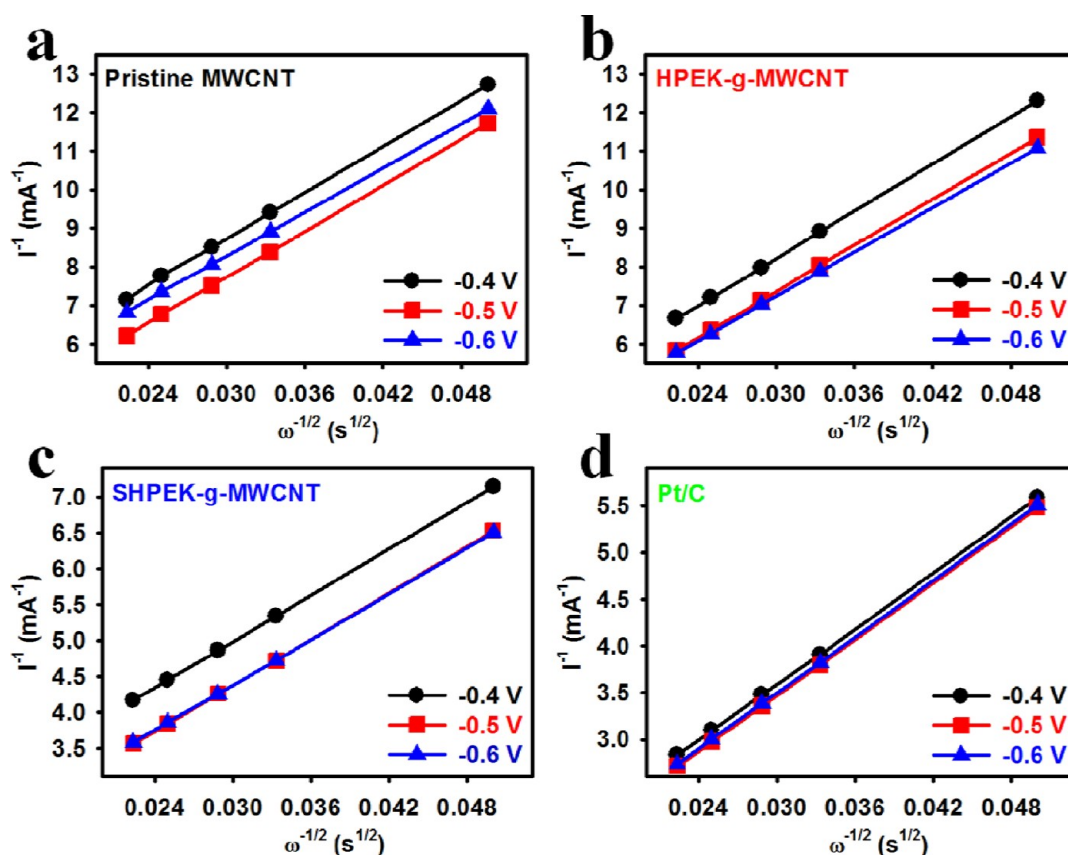 a
Pristine MWCNT
13
12
11
10
9
8
7
6
I⁻¹ (mA⁻¹)
-0.4 V
-0.5 V
-0.6 V
0.024 0.030 0.036 0.042 0.048
ω⁻¹/² (s¹/²)
b
HPEK-g-MWCNT
13
12
11
10
9
8
7
6
I⁻¹ (mA⁻¹)
-0.4 V
-0.5 V
-0.6 V
0.024 0.030 0.036 0.042 0.048
ω⁻¹/² (s¹/²)
c
SHPEK-g-MWCNT
7.0
6.5
6.0
5.5
5.0
4.5
4.0
3.5
I⁻¹ (mA⁻¹)
-0.4 V
-0.5 V
-0.6 V
0.024 0.030 0.036 0.042 0.048
ω⁻¹/² (s¹/²)
d
Pt/C
5.5
5.0
4.5
4.0
3.5
3.0
I⁻¹ (mA⁻¹)
-0.4 V
-0.5 V
-0.6 V
0.024 0.030 0.036 0.042 0.048
ω⁻¹/² (s¹/²)